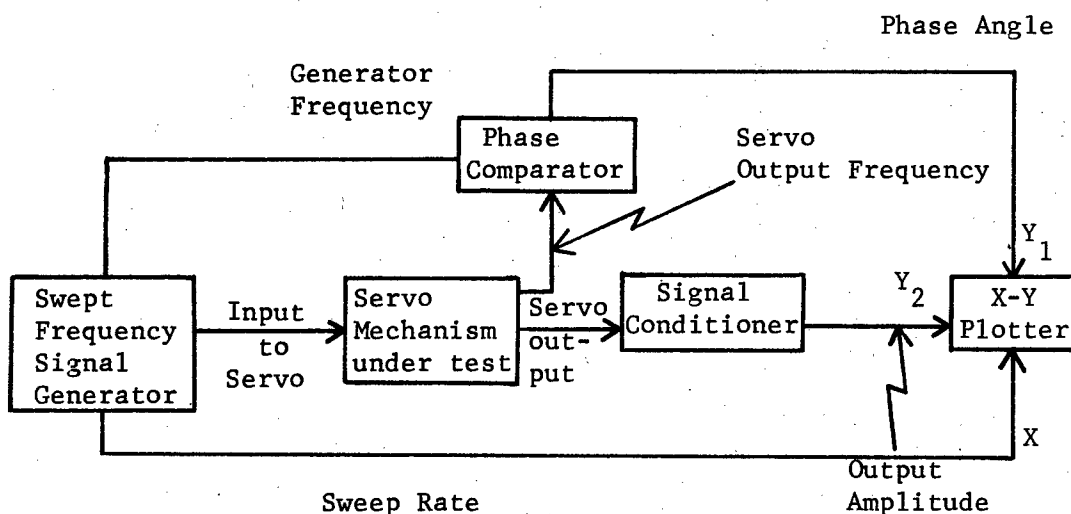 Phase Angle
Generator
Frequency
Phase
Comparator
Servo
Output Frequency
Y1
Swept
Frequency
Signal
Generator
Input
to
Servo
Servo
Mechanism
under test
Servo
out-
put
Signal
Conditioner
Y2
X-Y
Plotter
X
Output
Amplitude
Sweep Rate